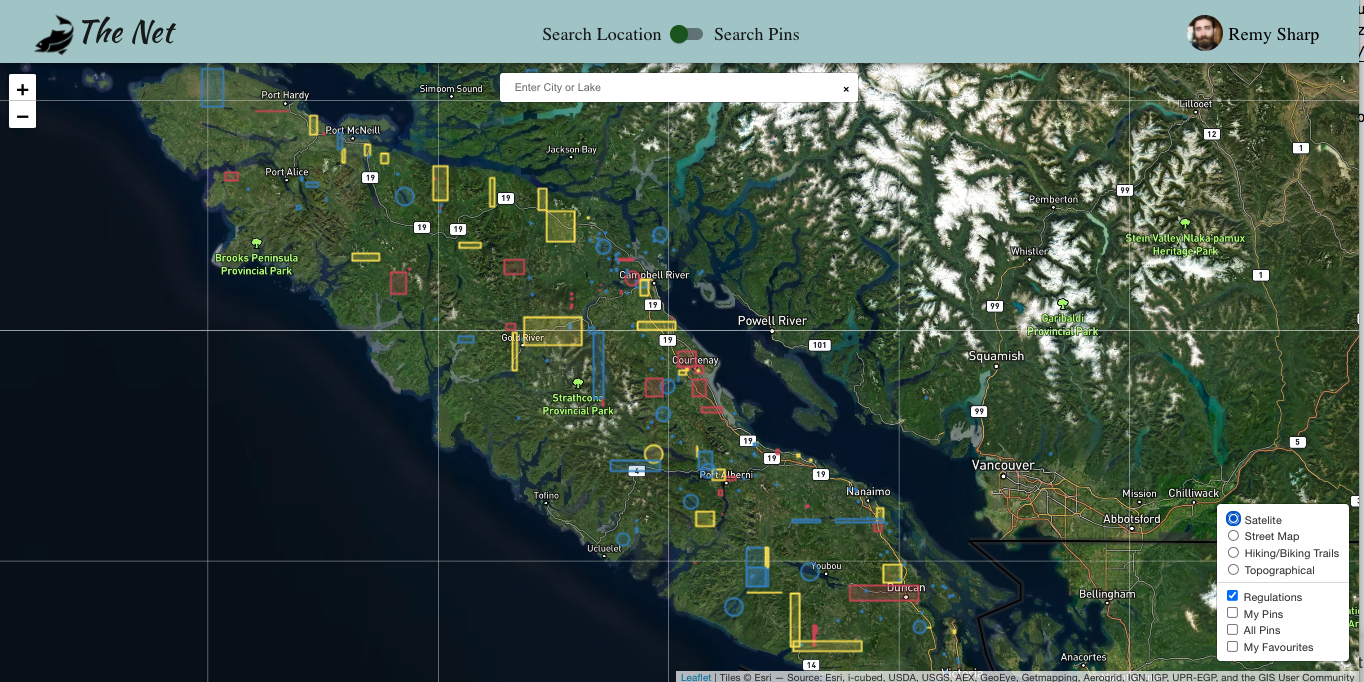 The Net
Search Location
Search Pins
Remy Sharp
+
−
Enter City or Lake
×
Port Hardy
Simoom Sound
Lillooet
12
1
Port McNeill
Jackson Bay
Port Alice
19
19
99
Pemberton
19
19
Stein Valley Nlaka'pamux
Heritage Park
Brooks Peninsula
Provincial Park
Whistler
1
Campbell River
19
99
Garibaldi
Provincial Park
Powell River
Gold River
19
101
Squamish
Courtenay
Strathcona
Provincial Park
99
19
5
19
Vancouver
4
Port Alberni
19
Nanaimo
Mission
Chilliwack
Tofino
Abbotsford
Ucluelet
Youbou
Duncan
Bellingham
Anacortes
14
Satelite
Street Map
Hiking/Biking Trails
Topographical
Regulations
My Pins
All Pins
My Favourites
Leaflet | Tiles © Esri — Source: Esri, i-cubed, USDA, USGS, AEX, GeoEye, Getmapping, Aerogrid, IGN, IGP, UPR-EGP, and the GIS User Community